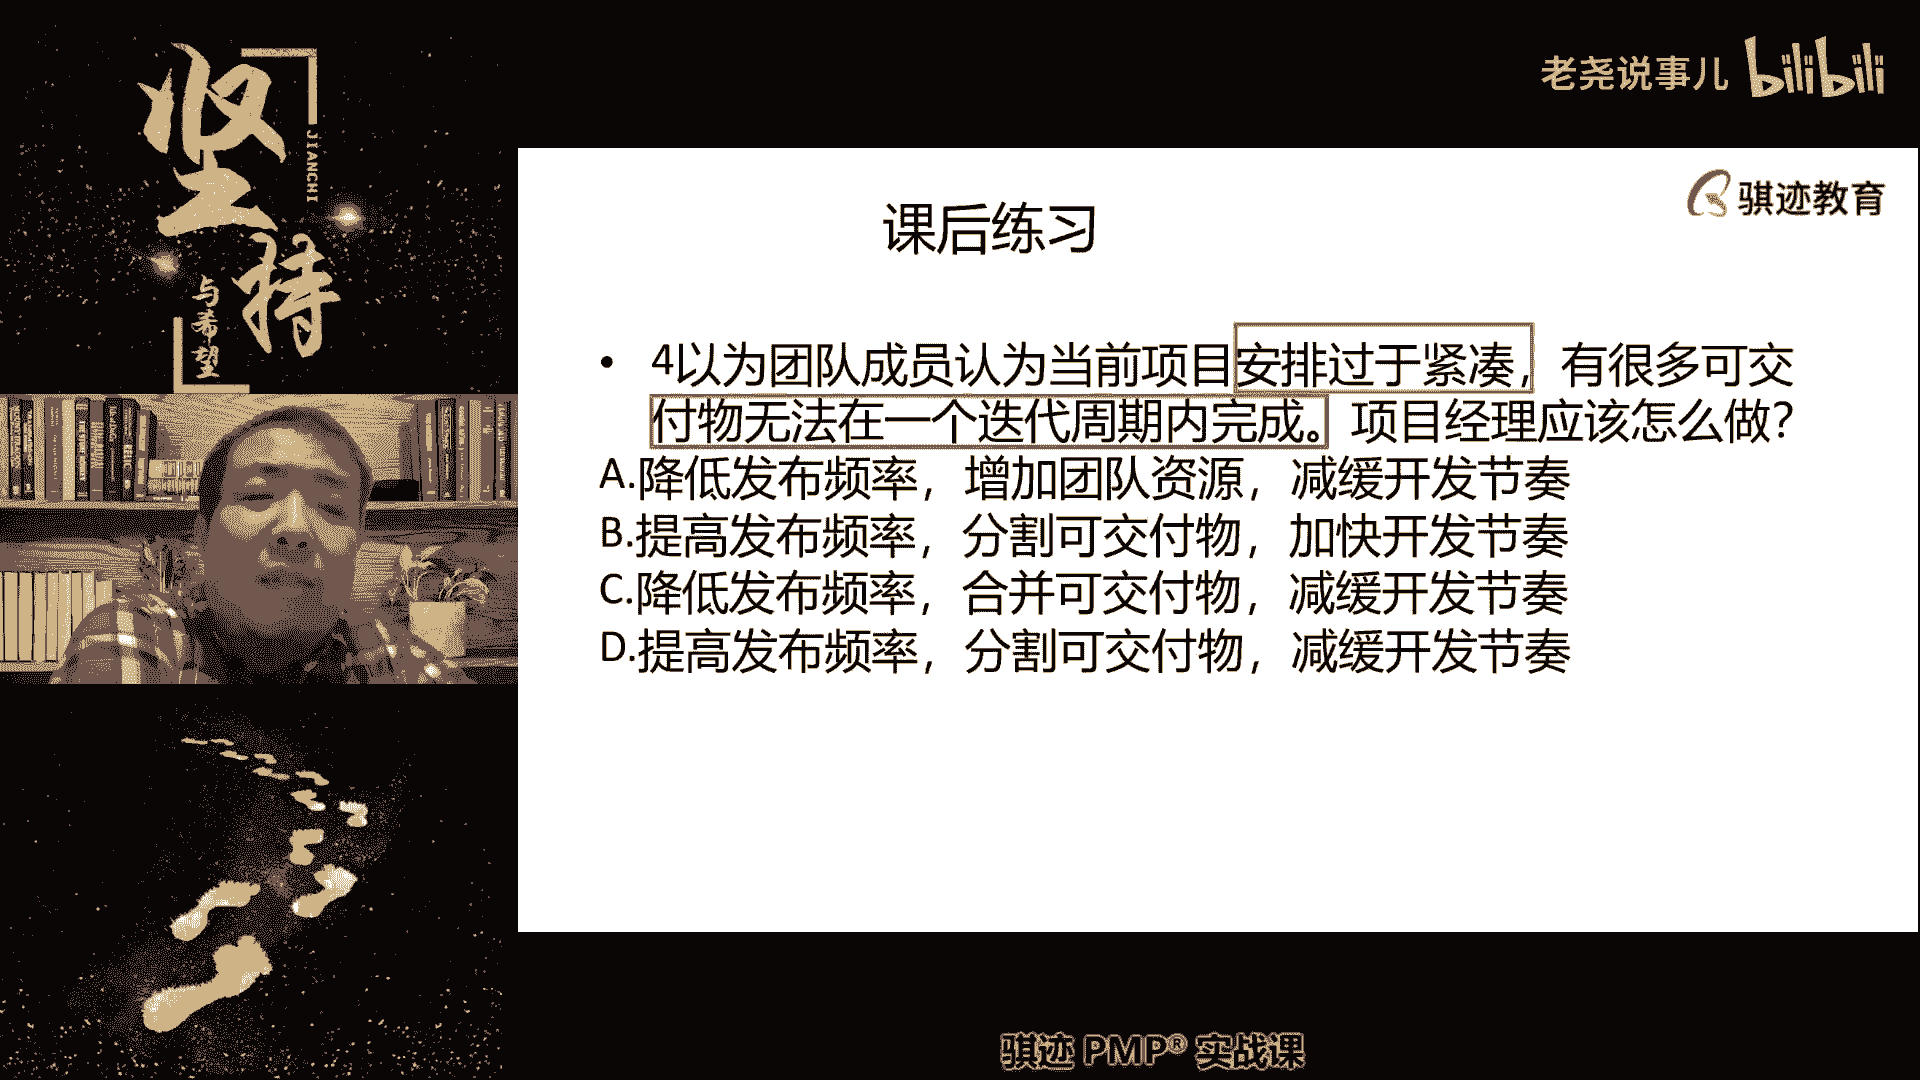 坚持
JIANCHI
与希望
老尧说事儿 bilibili
骐迹教育
课后练习
• 4以为团队成员认为当前项目安排过于紧凑，有很多可交
付物无法在一个迭代周期内完成。项目经理应该怎么做？
A.降低发布频率，增加团队资源，减缓开发节奏
B.提高发布频率，分割可交付物，加快开发节奏
C.降低发布频率，合并可交付物，减缓开发节奏
D.提高发布频率，分割可交付物，减缓开发节奏
骐迹 PMP® 实战课